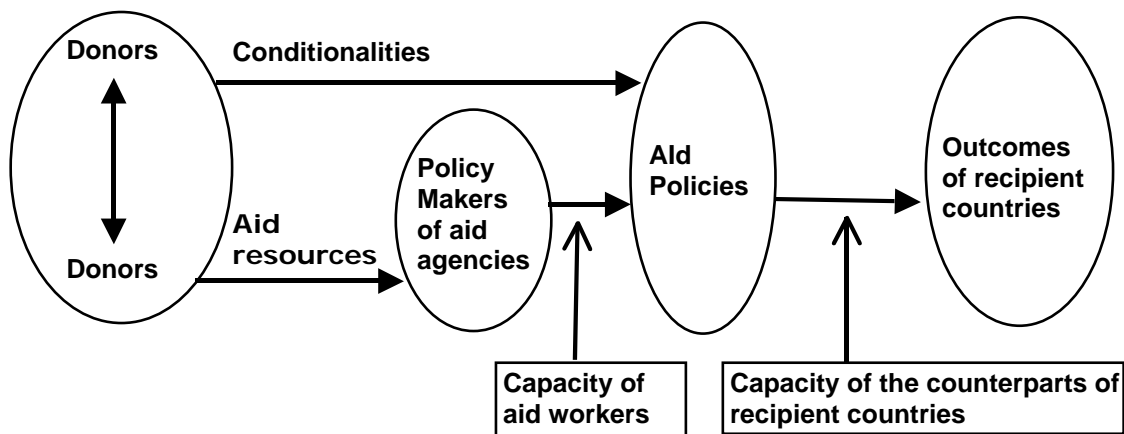 Donors
Donors
Conditionalities
Aid
resources
Policy
Makers
of aid
agencies
AId
Policies
Outcomes
of recipient
countries
Capacity of
aid workers
Capacity of the counterparts of
recipient countries